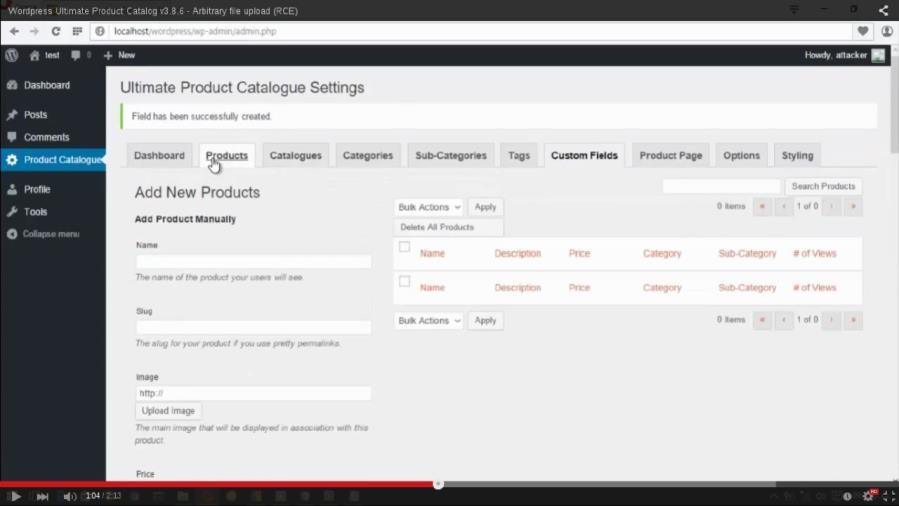 Wordpress Ultimate Product Catalog v3.8.6 - Arbitrary file upload (RCE)
localhost/wordpress/wp-admin/admin.php
test 0 + New Howdy, attacker
Dashboard
Posts
Comments
Product Catalogue
Profile
Tools
Collapse menu
Ultimate Product Catalogue Settings
Field has been successfully created.
Dashboard Products Catalogues Categories Sub-Categories Tags Custom Fields Product Page Options Styling
Add New Products
Add Product Manually
Name
The name of the product your users will see.
Slug
The slug for your product if you use pretty permalinks.
Image
http://
Upload Image
The main image that will be displayed in association with this
product.
Price
Search Products
Bulk Actions Apply 0 items « ‹ 1 of 0 › »
Delete All Products
Name Description Price Category Sub-Category # of Views
Name Description Price Category Sub-Category # of Views
Bulk Actions Apply 0 items « ‹ 1 of 0 › »
1:04 / 2:13
HD